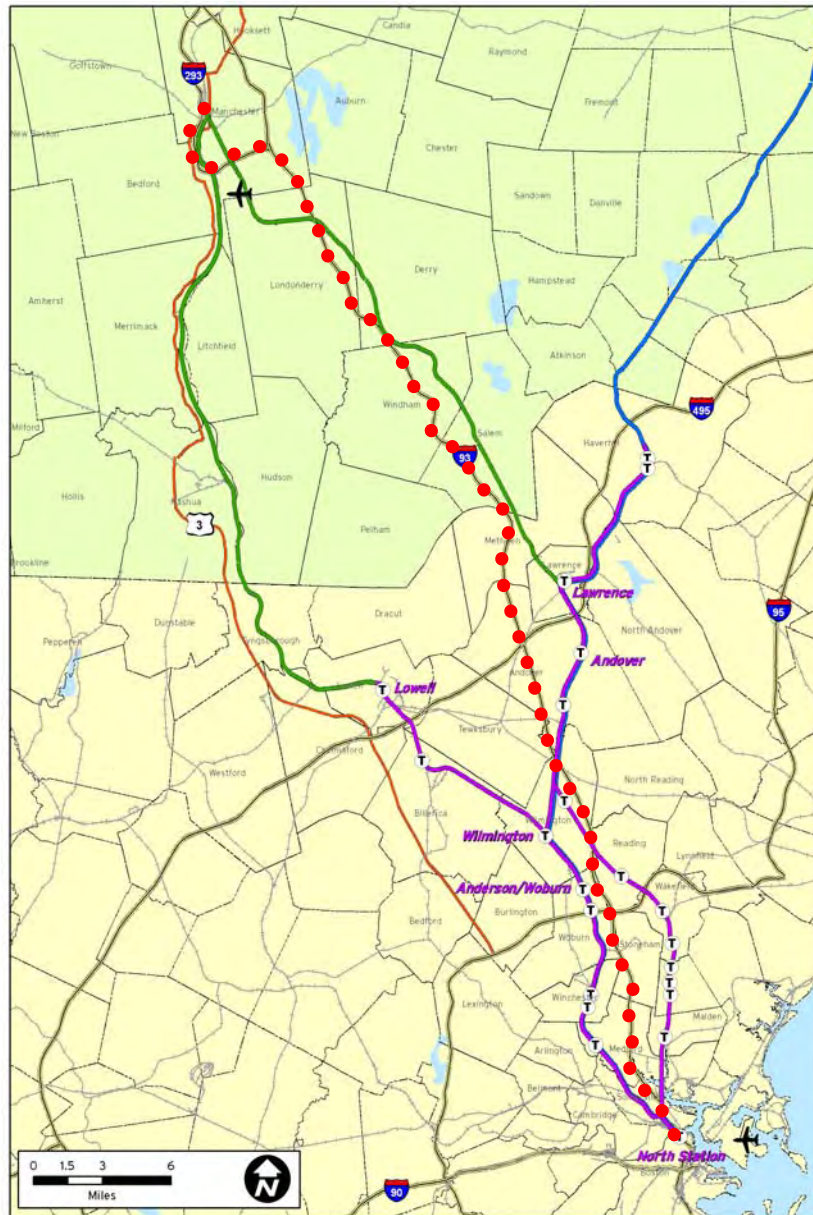 Hooksett
Candia
Raymond
Goffstown
293
Fremont
Manchester
Auburn
New Boston
Chester
Bedford
Sandown
Danville
Derry
Hampstead
Londonderry
Amherst
Merrimack
Litchfield
Atkinson
Windham
495
Milford
Salem
Haverhill
93
T
T
Hudson
Hollis
Nashua
3
Pelham
Methuen
Brookline
Lawrence
T
Lawrence
95
Dracut
Dunstable
North Andover
Pepperell
Tyngsborough
T
Andover
Andover
T
Lowell
T
Tewksbury
Chelmsford
T
Westford
North Reading
T
Billerica
Wilmington
Wilmington
T
Reading
Lynnfield
T
Wakefield
Anderson/Woburn
T
T
T
Burlington
Bedford
Woburn
Stoneham
T
T
T
T
T
Winchester
T
Lexington
Malden
T
T
Arlington
Medford
Belmont
Cambridge
North Station
Boston
0 1.5 3 6
Miles
N
90